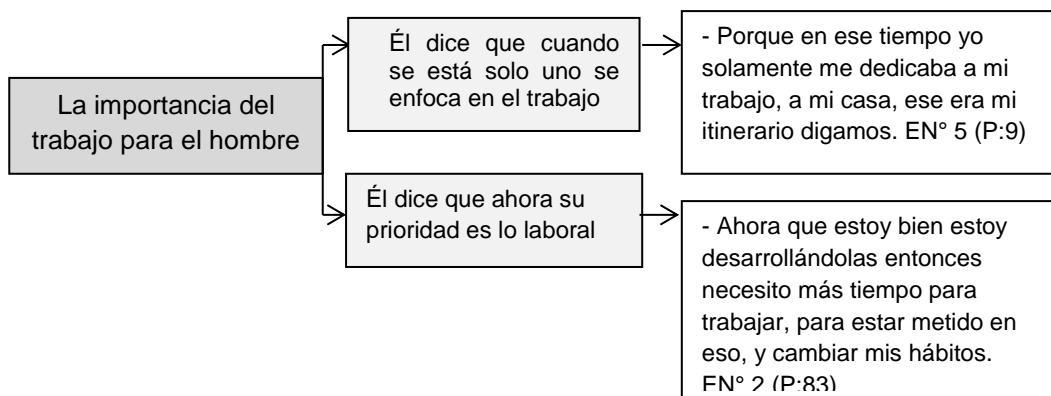 La importancia del
trabajo para el hombre
Él dice que cuando
se está solo uno se
enfoca en el trabajo
- Porque en ese tiempo yo
solamente me dedicaba a mi
trabajo, a mi casa, ese era mi
itinerario digamos. EN° 5 (P:9)
Él dice que ahora su
prioridad es lo laboral
- Ahora que estoy bien estoy
desarrollándolas entonces
necesito más tiempo para
trabajar, para estar metido en
eso, y cambiar mis hábitos.
EN° 2 (P:83)